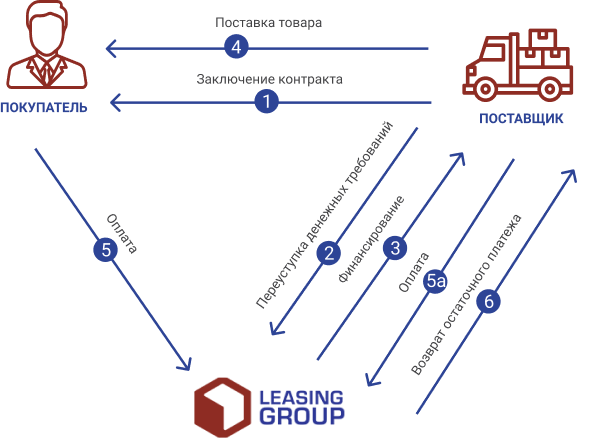 Поставка товара
4
Заключение контракта
1
ПОКУПАТЕЛЬ
ПОСТАВЩИК
Переуступка денежных требований
2
Финансирование
3
Оплата
5
Оплата
5а
Возврат остаточного платежа
6
LEASING
GROUP